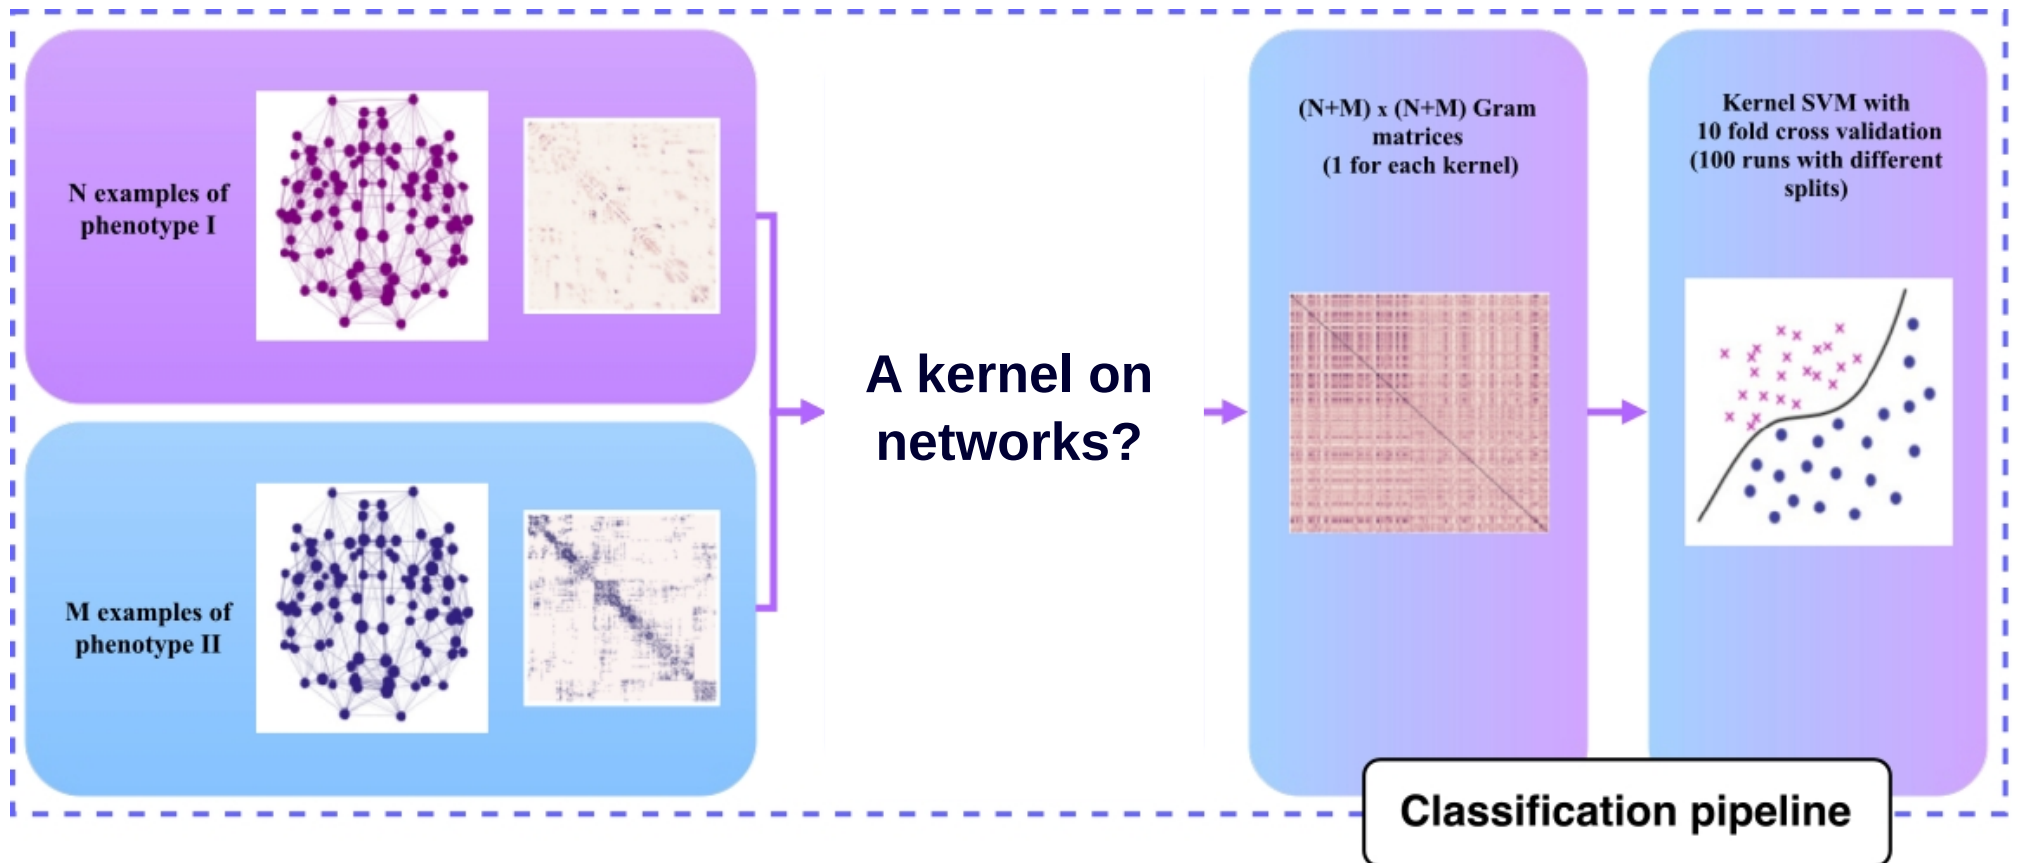 N examples of
phenotype I
M examples of
phenotype II
A kernel on
networks?
(N+M) x (N+M) Gram
matrices
(1 for each kernel)
Kernel SVM with
10 fold cross validation
(100 runs with different
splits)
Classification pipeline